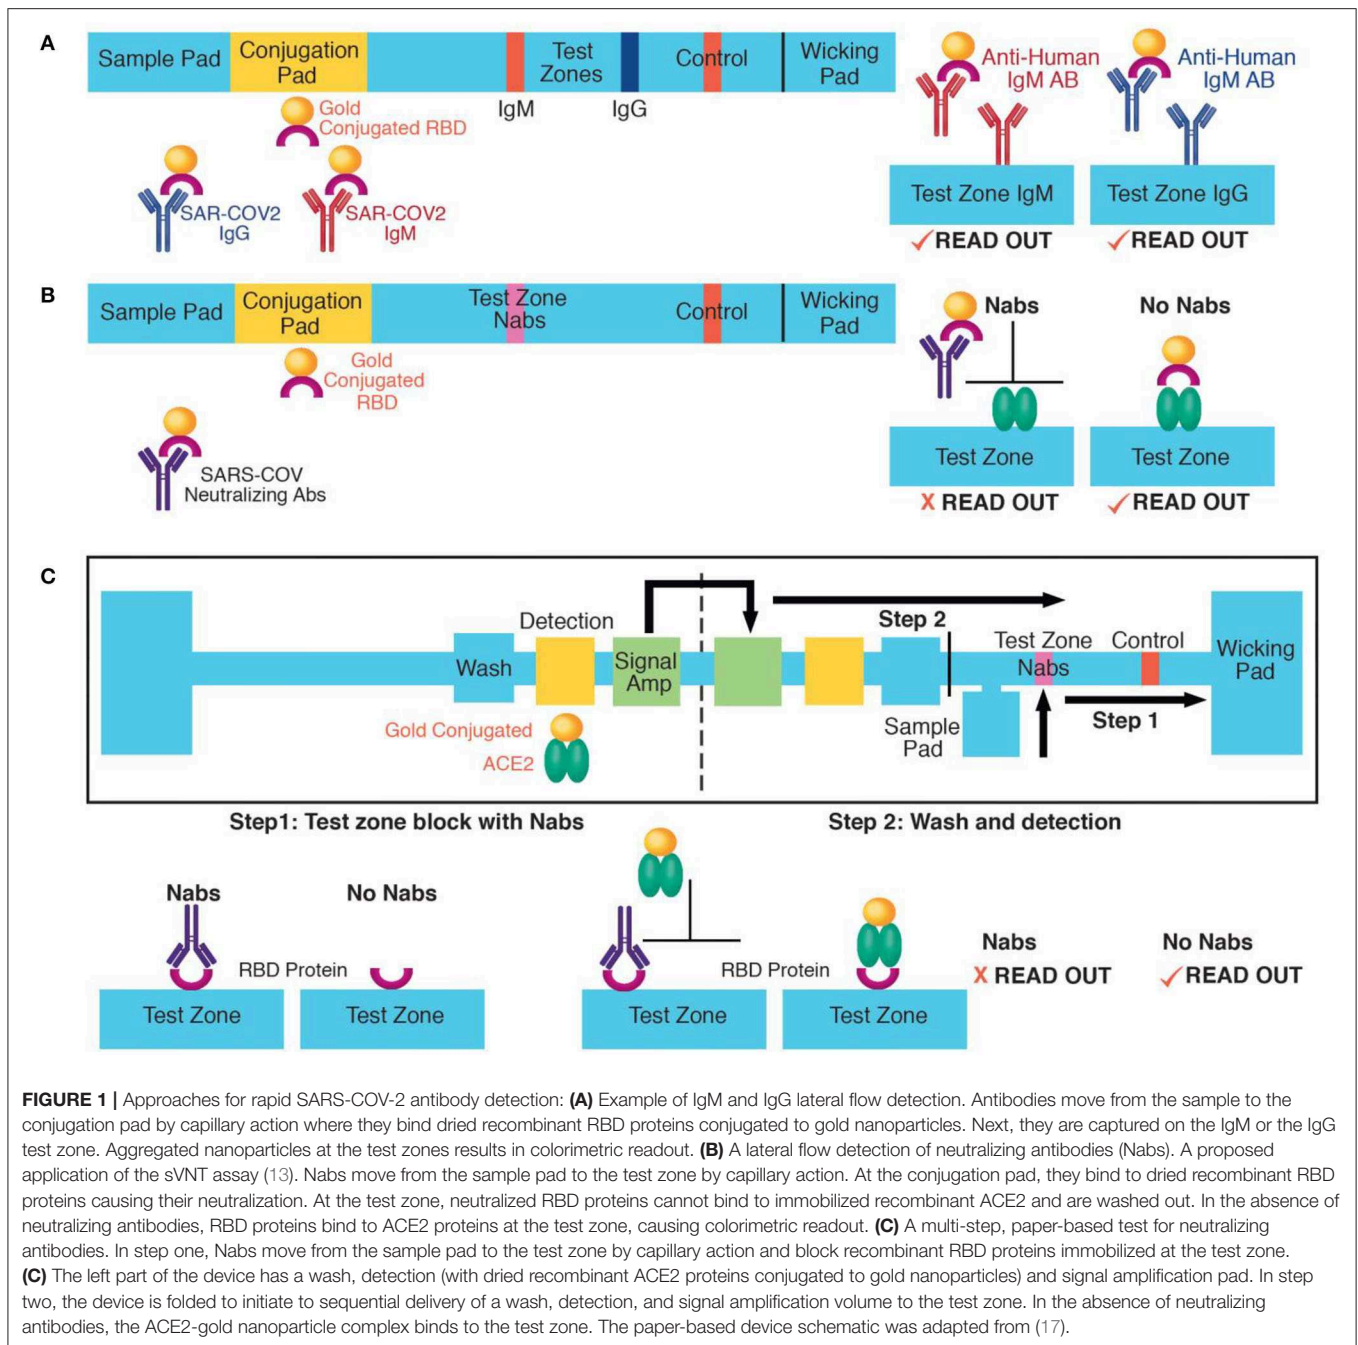 A
Sample Pad
Conjugation
Pad
Test
Zones
Control
Wicking
Pad
IgM
IgG
Gold
Conjugated RBD
SAR-COV2
IgG
SAR-COV2
IgM
Anti-Human
IgM AB
Anti-Human
IgM AB
Test Zone IgM
Test Zone IgG
✓READ OUT
✓READ OUT
B
Sample Pad
Conjugation
Pad
Test Zone
Nabs
Control
Wicking
Pad
Gold
Conjugated
RBD
SARS-COV
Neutralizing Abs
Nabs
No Nabs
Test Zone
Test Zone
X READ OUT
✓READ OUT
C
Wash
Detection
Signal
Amp
Gold Conjugated
ACE2
Step 2
Sample
Pad
Test Zone
Nabs
Control
Step 1
Wicking
Pad
Step1: Test zone block with Nabs
Step 2: Wash and detection
Nabs
No Nabs
RBD Protein
Test Zone
Test Zone
RBD Protein
Test Zone
Test Zone
Nabs
X READ OUT
No Nabs
✓READ OUT
FIGURE 1 | Approaches for rapid SARS-COV-2 antibody detection: (A) Example of IgM and IgG lateral flow detection. Antibodies move from the sample to the
conjugation pad by capillary action where they bind dried recombinant RBD proteins conjugated to gold nanoparticles. Next, they are captured on the IgM or the IgG
test zone. Aggregated nanoparticles at the test zones results in colorimetric readout. (B) A lateral flow detection of neutralizing antibodies (Nabs). A proposed
application of the sVNT assay (13). Nabs move from the sample pad to the test zone by capillary action. At the conjugation pad, they bind to dried recombinant RBD
proteins causing their neutralization. At the test zone, neutralized RBD proteins cannot bind to immobilized recombinant ACE2 and are washed out. In the absence of
neutralizing antibodies, RBD proteins bind to ACE2 proteins at the test zone, causing colorimetric readout. (C) A multi-step, paper-based test for neutralizing
antibodies. In step one, Nabs move from the sample pad to the test zone by capillary action and block recombinant RBD proteins immobilized at the test zone.
(C) The left part of the device has a wash, detection (with dried recombinant ACE2 proteins conjugated to gold nanoparticles) and signal amplification pad. In step
two, the device is folded to initiate to sequential delivery of a wash, detection, and signal amplification volume to the test zone. In the absence of neutralizing
antibodies, the ACE2-gold nanoparticle complex binds to the test zone. The paper-based device schematic was adapted from (17).